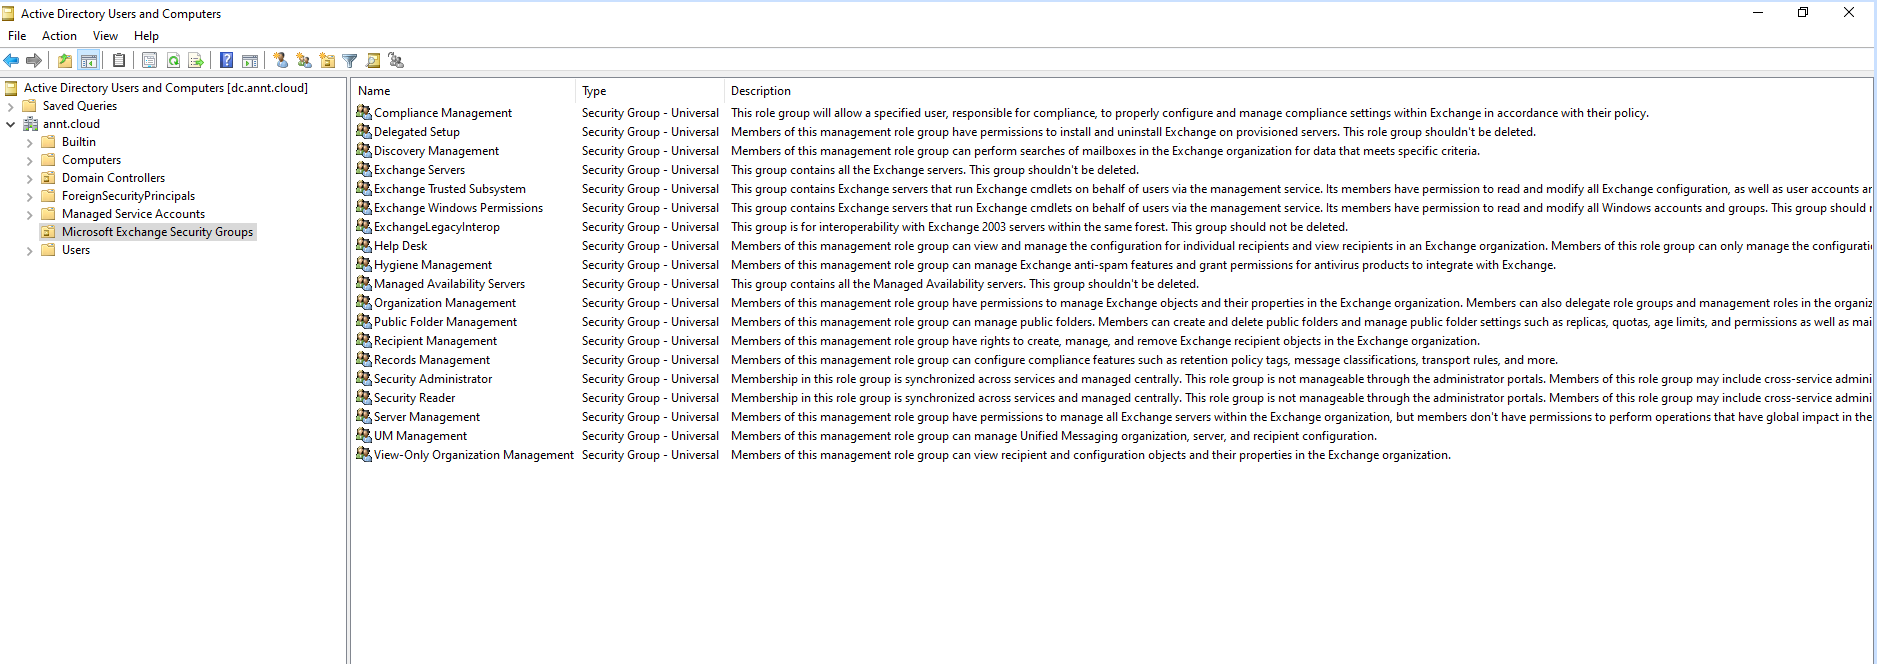 Active Directory Users and Computers
File Action View Help
Active Directory Users and Computers [dc.annt.cloud]
Saved Queries
annt.cloud
Builtin
Computers
Domain Controllers
ForeignSecurityPrincipals
Managed Service Accounts
Microsoft Exchange Security Groups
Users
Name Type Description
Compliance Management Security Group - Universal This role group will allow a specified user, responsible for compliance, to properly configure and manage compliance settings within Exchange in accordance with their policy.
Delegated Setup Security Group - Universal Members of this management role group have permissions to install and uninstall Exchange on provisioned servers. This role group shouldn't be deleted.
Discovery Management Security Group - Universal Members of this management role group can perform searches of mailboxes in the Exchange organization for data that meets specific criteria.
Exchange Servers Security Group - Universal This group contains all the Exchange servers. This group shouldn't be deleted.
Exchange Trusted Subsystem Security Group - Universal This group contains Exchange servers that run Exchange cmdlets on behalf of users via the management service. Its members have permission to read and modify all Exchange configuration, as well as user accounts ar
Exchange Windows Permissions Security Group - Universal This group contains Exchange servers that run Exchange cmdlets on behalf of users via the management service. Its members have permission to read and modify all Windows accounts and groups. This group should r
ExchangeLegacyInterop Security Group - Universal This group is for interoperability with Exchange 2003 servers within the same forest. This group should not be deleted.
Help Desk Security Group - Universal Members of this management role group can view and manage the configuration for individual recipients and view recipients in an Exchange organization. Members of this role group can only manage the configurati
Hygiene Management Security Group - Universal Members of this management role group can manage Exchange anti-spam features and grant permissions for antivirus products to integrate with Exchange.
Managed Availability Servers Security Group - Universal This group contains all the Managed Availability servers. This group shouldn't be deleted.
Organization Management Security Group - Universal Members of this management role group have permissions to manage Exchange objects and their properties in the Exchange organization. Members can also delegate role groups and management roles in the organiz
Public Folder Management Security Group - Universal Members of this management role group can manage public folders. Members can create and delete public folders and manage public folder settings such as replicas, quotas, age limits, and permissions as well as mai
Recipient Management Security Group - Universal Members of this management role group have rights to create, manage, and remove Exchange recipient objects in the Exchange organization.
Records Management Security Group - Universal Members of this management role group can configure compliance features such as retention policy tags, message classifications, transport rules, and more.
Security Administrator Security Group - Universal Membership in this role group is synchronized across services and managed centrally. This role group is not manageable through the administrator portals. Members of this role group may include cross-service admini
Security Reader Security Group - Universal Membership in this role group is synchronized across services and managed centrally. This role group is not manageable through the administrator portals. Members of this role group may include cross-service admini
Server Management Security Group - Universal Members of this management role group have permissions to manage all Exchange servers within the Exchange organization, but members don't have permissions to perform operations that have global impact in the
UM Management Security Group - Universal Members of this management role group can manage Unified Messaging organization, server, and recipient configuration.
View-Only Organization Management Security Group - Universal Members of this management role group can view recipient and configuration objects and their properties in the Exchange organization.